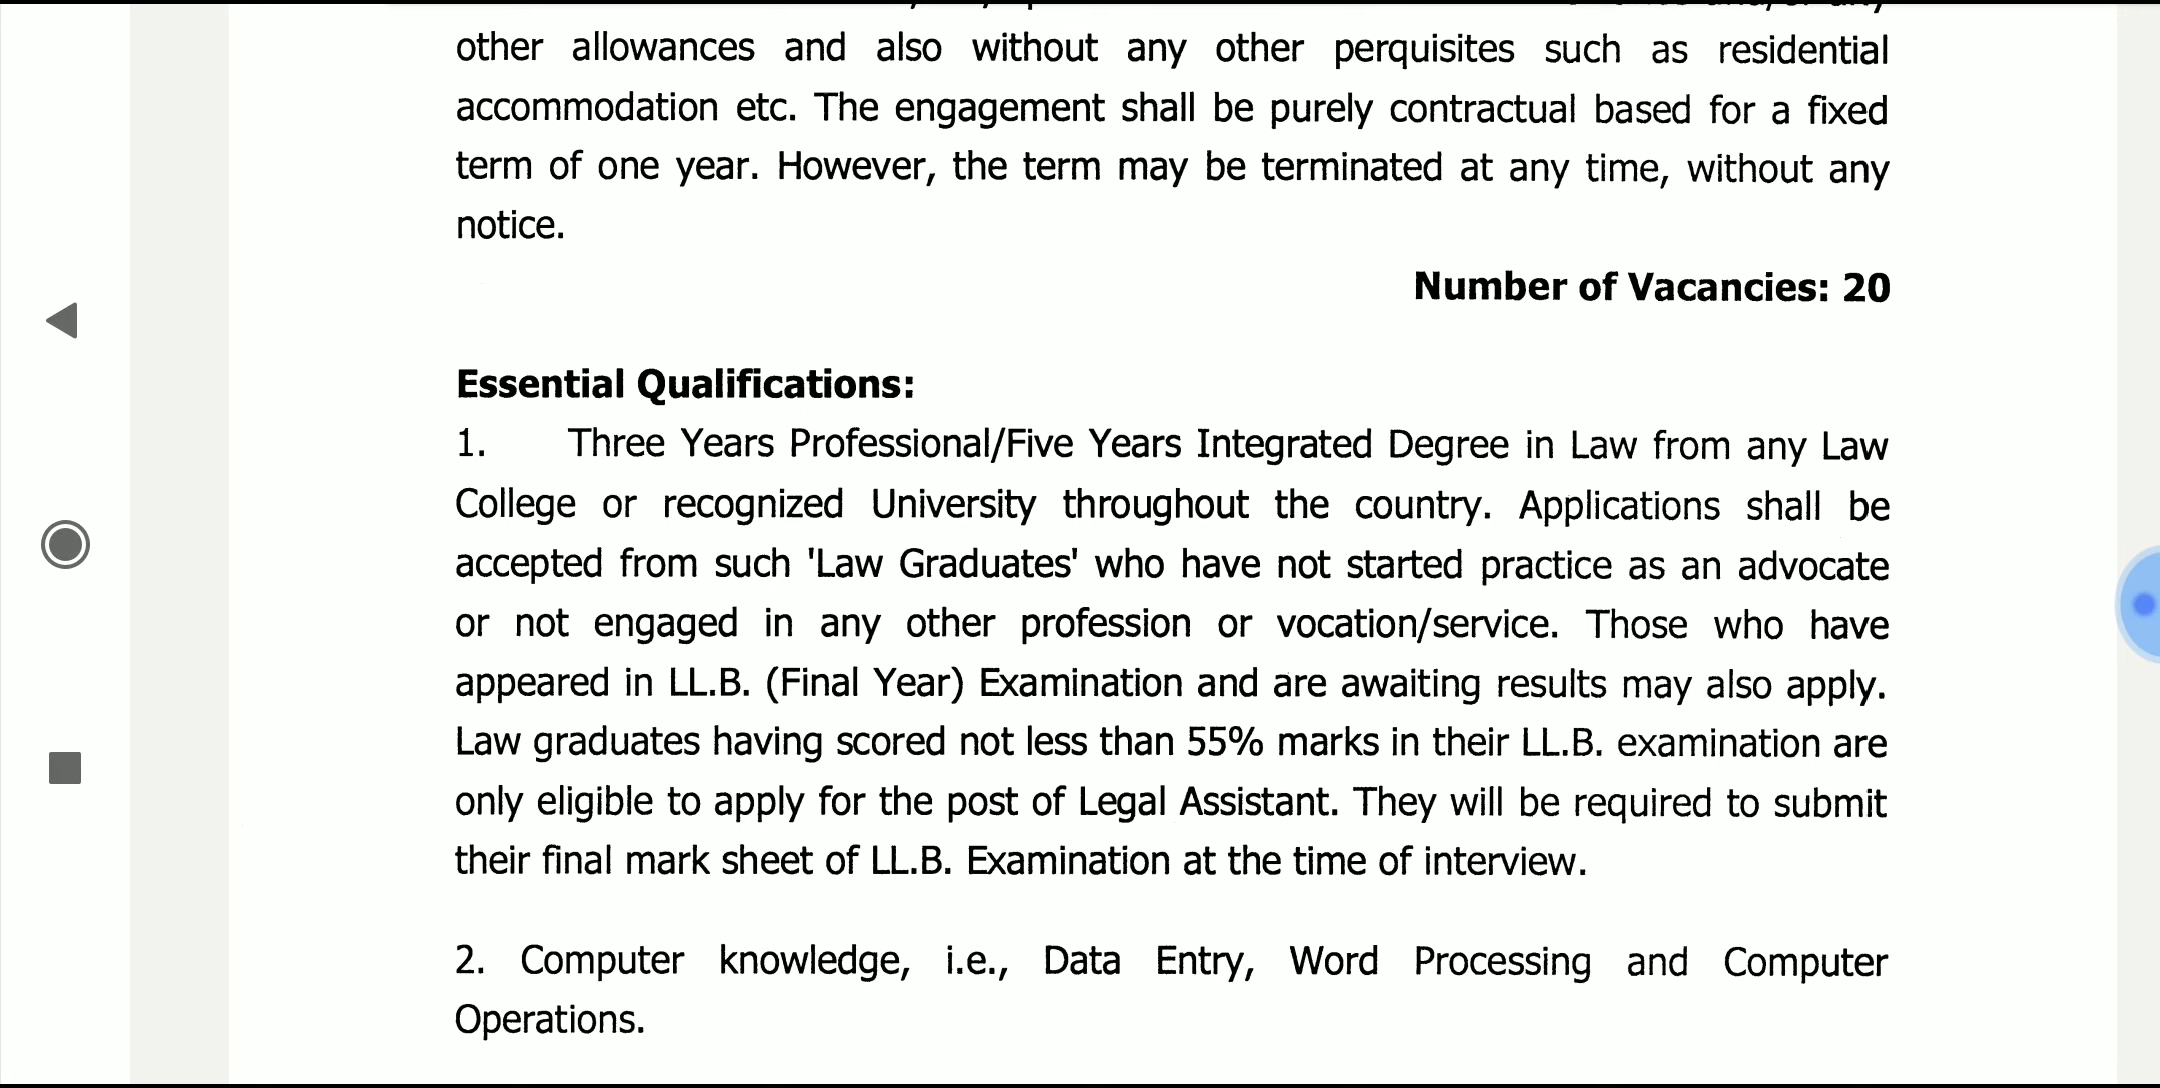 other allowances and also without any other perquisites such as residential
accommodation etc. The engagement shall be purely contractual based for a fixed
term of one year. However, the term may be terminated at any time, without any
notice.
Number of Vacancies: 20
Essential Qualifications:
1. Three Years Professional/Five Years Integrated Degree in Law from any Law
College or recognized University throughout the country. Applications shall be
accepted from such 'Law Graduates' who have not started practice as an advocate
or not engaged in any other profession or vocation/service. Those who have
appeared in LL.B. (Final Year) Examination and are awaiting results may also apply.
Law graduates having scored not less than 55% marks in their LL.B. examination are
only eligible to apply for the post of Legal Assistant. They will be required to submit
their final mark sheet of LL.B. Examination at the time of interview.
2. Computer knowledge, i.e., Data Entry, Word Processing and Computer
Operations.